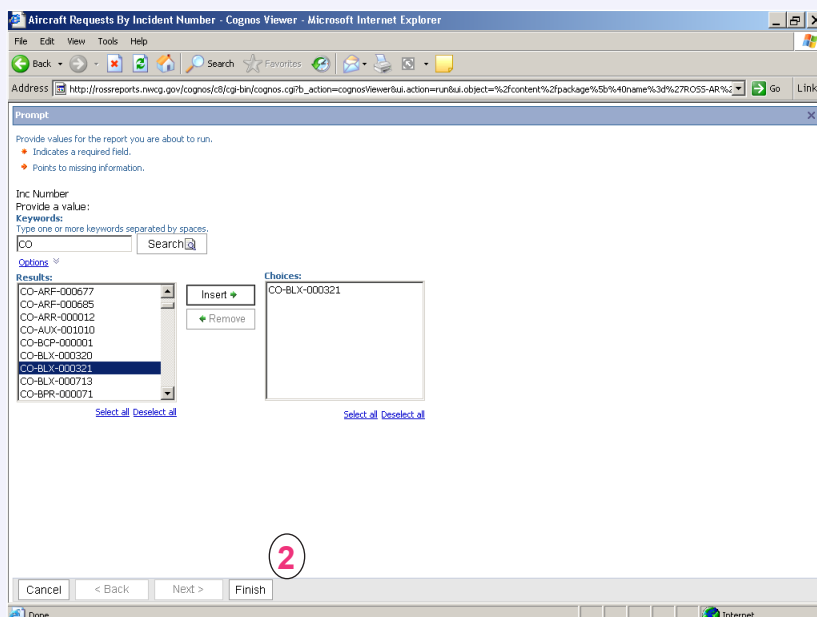 Aircraft Requests By Incident Number - Cognos Viewer - Microsoft Internet Explorer
File Edit View Tools Help
Back Search Favorites
Address http://rossreports.nwcg.gov/cognos/c8/cgi-bin/cognos.cgi?b_action=cognosViewer&ui.action=run&ui.object=%2fcontent%2fpackage%5b%40name%3d%27ROSS-AR%2 Go Link
Prompt
Provide values for the report you are about to run.
Indicates a required field.
Points to missing information.
Inc Number
Provide a value:
Keywords:
Type one or more keywords separated by spaces.
CO Search
Options
Results: Choices:
CO-ARF-000677 Insert CO-BLX-000321
CO-ARF-000685
CO-ARR-000012 Remove
CO-AUX-001010
CO-BCP-000001
CO-BLX-000320
CO-BLX-000321
CO-BLX-000713
CO-BPR-000071
Select all Deselect all Select all Deselect all
2
Cancel < Back Next > Finish
Done Internet